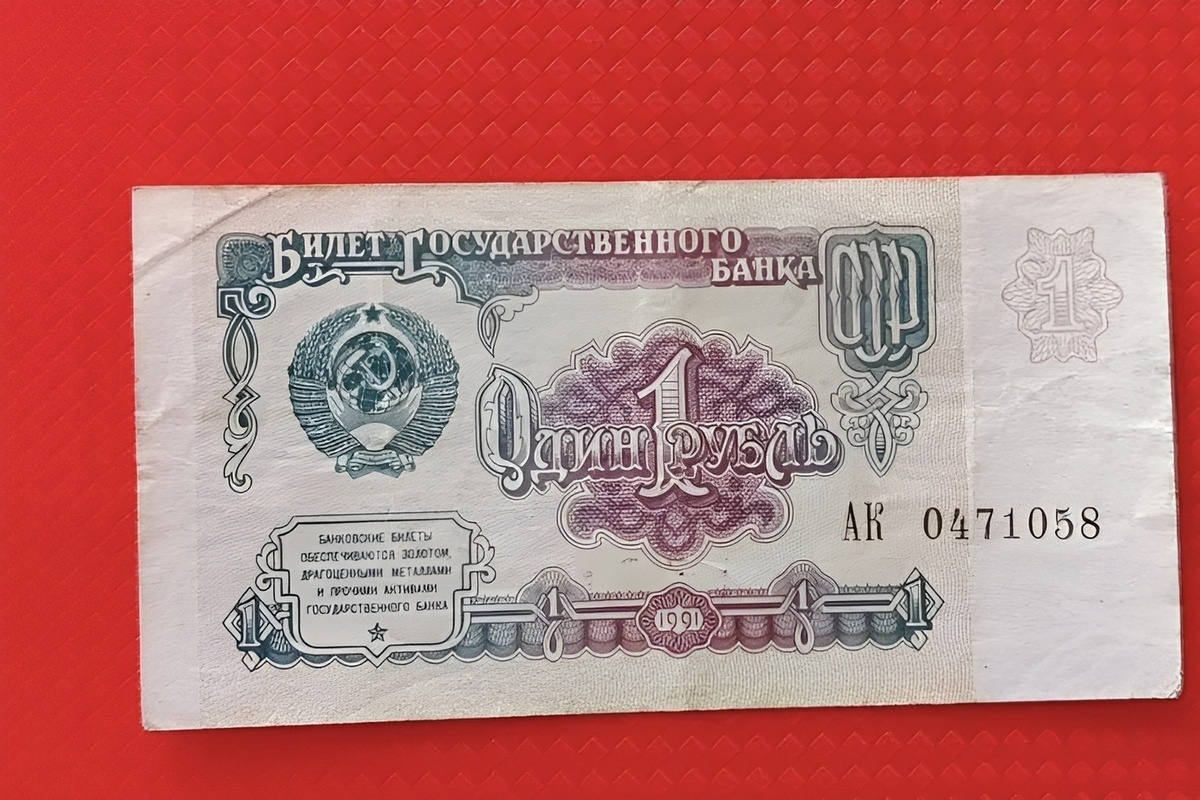 БИЛЕТ ГОСУДАРСТВЕННОГО
БАНКА
СССР
1
1
ОДИН РУБЛЬ
АК 0471058
БАНКОВСКИЕ БИЛЕТЫ
ОБЕСПЕЧИВАЮТСЯ ЗОЛОТОМ,
ДРАГОЦЕННЫМИ МЕТАЛЛАМИ
И ПРОЧИМИ АКТИВАМИ
ГОСУДАРСТВЕННОГО БАНКА
1 1 1991 1 1